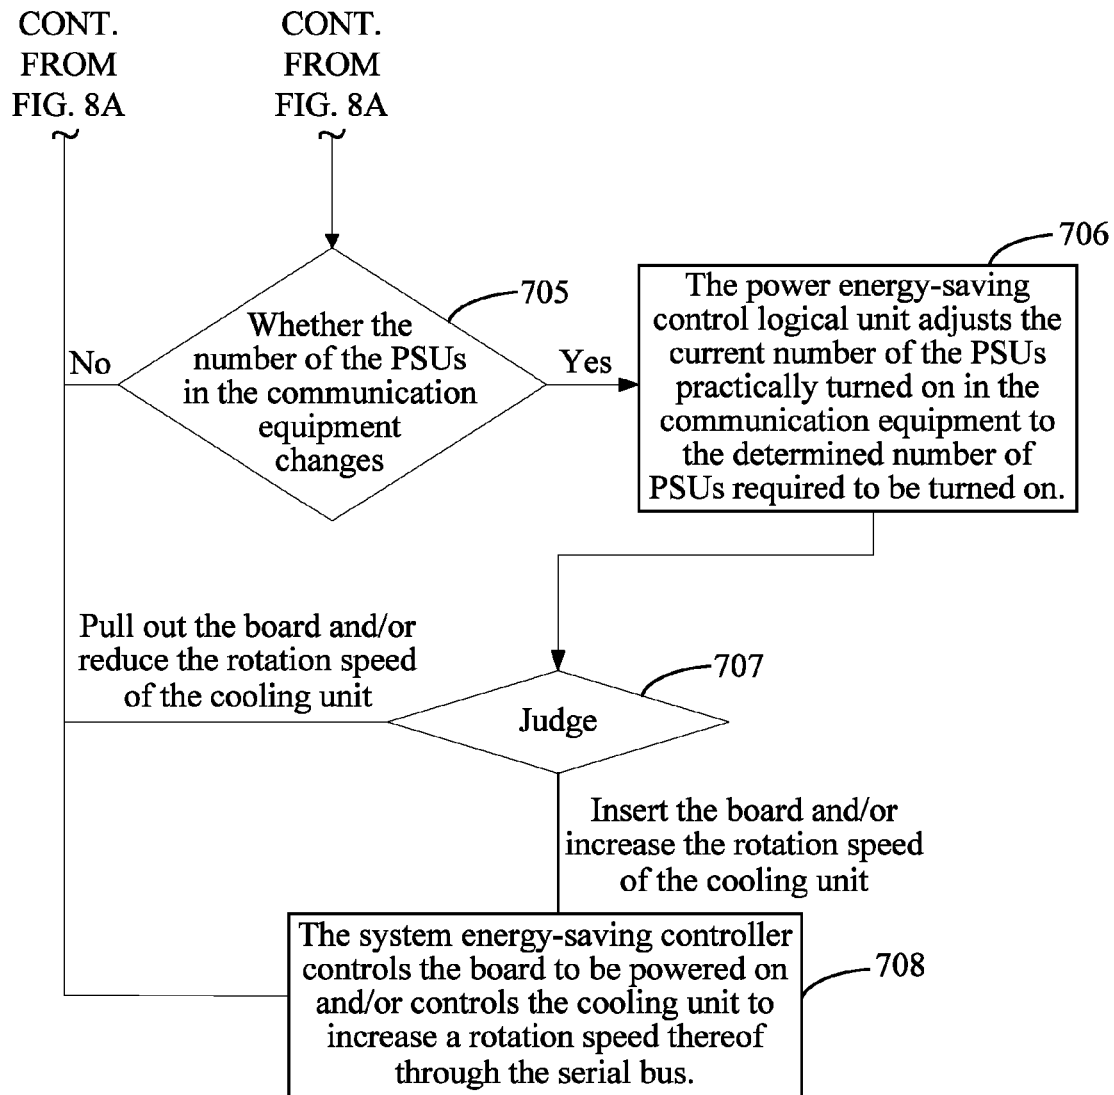 CONT.
FROM
FIG. 8A
CONT.
FROM
FIG. 8A
705
Whether the
number of the PSUs
in the communication
equipment
changes
No
Yes
706
The power energy-saving
control logical unit adjusts the
current number of the PSUs
practically turned on in the
communication equipment to
the determined number of
PSUs required to be turned on.
Pull out the board and/or
reduce the rotation speed
of the cooling unit
707
Judge
Insert the board and/or
increase the rotation speed
of the cooling unit
The system energy-saving controller
controls the board to be powered on
and/or controls the cooling unit to
increase a rotation speed thereof
through the serial bus.
708